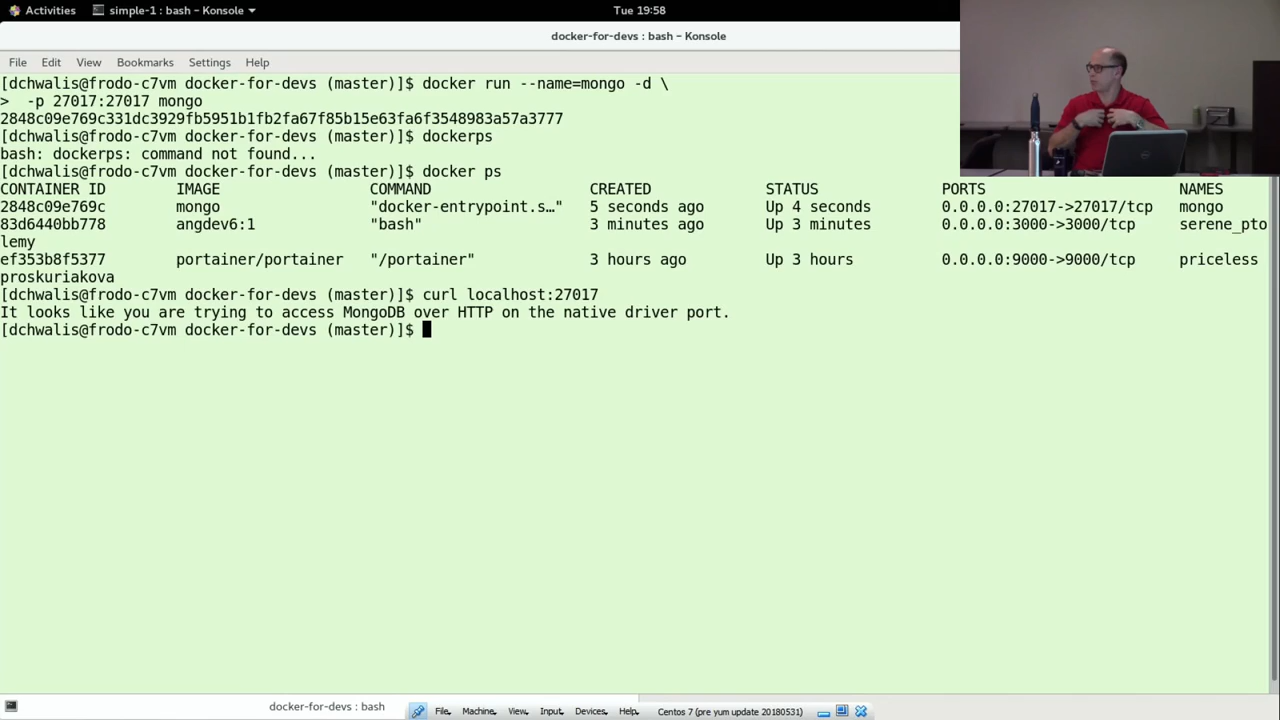 Activities simple-1 : bash – Konsole Tue 19:58
docker-for-devs : bash – Konsole
File Edit View Bookmarks Settings Help
[dchwalis@frodo-c7vm docker-for-devs (master)]$ docker run --name=mongo -d \
>  -p 27017:27017 mongo
2848c09e769c331dc3929fb5951b1fb2fa67f85b15e63fa6f3548983a57a3777
[dchwalis@frodo-c7vm docker-for-devs (master)]$ dockerps
bash: dockerps: command not found...
[dchwalis@frodo-c7vm docker-for-devs (master)]$ docker ps
CONTAINER ID IMAGE COMMAND CREATED STATUS PORTS NAMES
2848c09e769c mongo "docker-entrypoint.s…" 5 seconds ago Up 4 seconds 0.0.0.0:27017->27017/tcp mongo
83d6440bb778 angdev6:1 "bash" 3 minutes ago Up 3 minutes 0.0.0.0:3000->3000/tcp serene_pto
lemy
ef353b8f5377 portainer/portainer "/portainer" 3 hours ago Up 3 hours 0.0.0.0:9000->9000/tcp priceless
proskuriakova
[dchwalis@frodo-c7vm docker-for-devs (master)]$ curl localhost:27017
It looks like you are trying to access MongoDB over HTTP on the native driver port.
[dchwalis@frodo-c7vm docker-for-devs (master)]$
docker-for-devs : bash
File Machine View Input Devices Help Centos 7 (pre yum update 20180531)